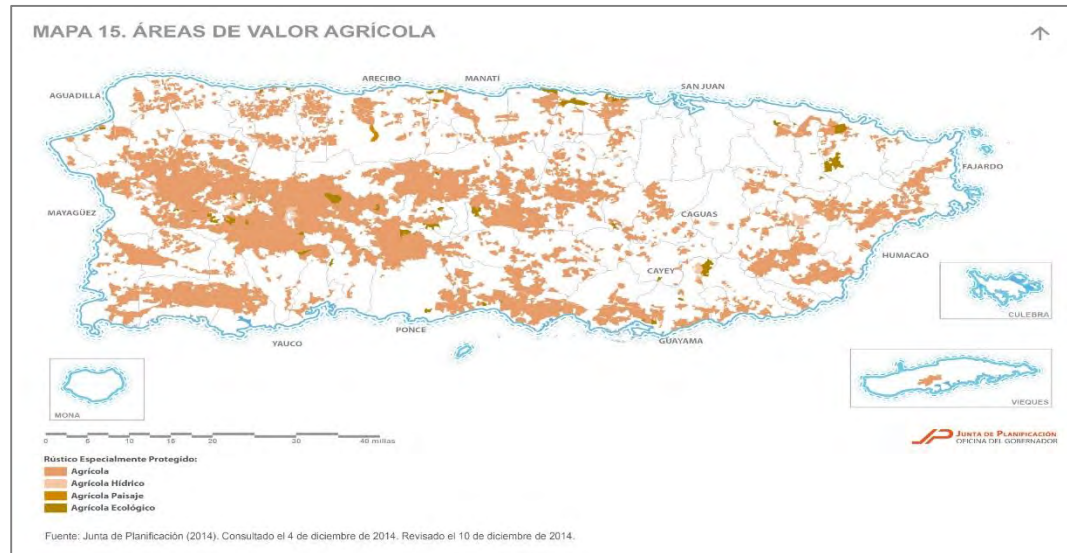 MAPA 15. ÁREAS DE VALOR AGRÍCOLA
ARECIBO
MANATÍ
SAN JUAN
AGUADILLA
FAJARDO
MAYAGÜEZ
CAGUAS
HUMACAO
CAYEY
CULEBRA
PONCE
YAUCO
GUAYAMA
MONA
VIEQUES
0 20 30 40 millas
JP JUNTA DE PLANIFICACIÓN
OFICINA DEL GOBERNADOR
Rústico Especialmente Protegido:
Agrícola
Agrícola Hídrico
Agrícola Paisaje
Agrícola Ecológico
Fuente: Junta de Planificación (2014). Consultado el 4 de diciembre de 2014. Revisado el 10 de diciembre de 2014.